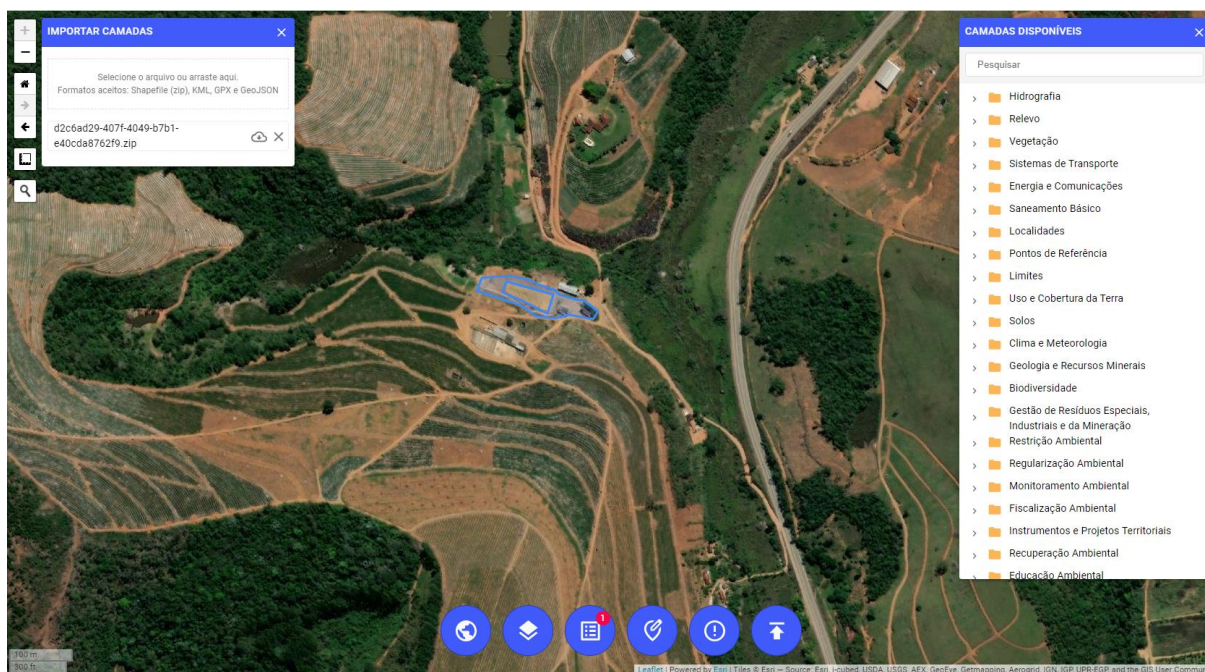 IMPORTAR CAMADAS
Selecione o arquivo ou arraste aqui.
Formatos aceitos: Shapefile (zip), KML, GPX e GeoJSON
d2c6ad29-407f-4049-b7b1-
e40cda8762f9.zip
CAMADAS DISPONÍVEIS
Pesquisar
Hidrografia
Relevo
Vegetação
Sistemas de Transporte
Energia e Comunicações
Saneamento Básico
Localidades
Pontos de Referência
Limites
Uso e Cobertura da Terra
Solos
Clima e Meteorologia
Geologia e Recursos Minerais
Biodiversidade
Gestão de Resíduos Especiais,
Industriais e da Mineração
Restrição Ambiental
Regularização Ambiental
Monitoramento Ambiental
Fiscalização Ambiental
Instrumentos e Projetos Territoriais
Recuperação Ambiental
Educação Ambiental
1
100 m
300 ft
Leaflet | Powered by Esri | Tiles © Esri — Source: Esri, i-cubed, USDA, USGS, AEX, GeoEye, Getmapping, Aerogrid, IGN, IGP, UPR-EGP, and the GIS User Commun